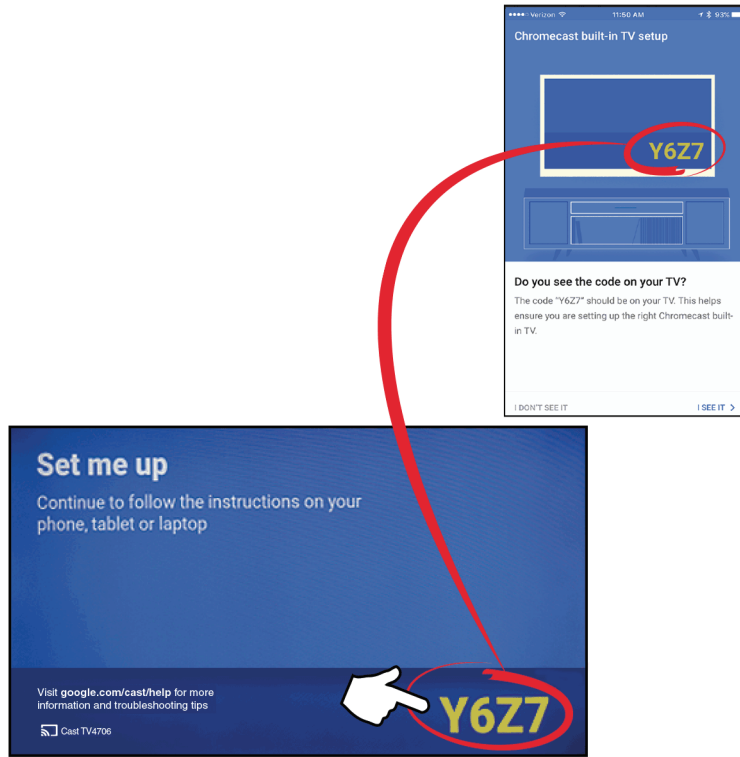 Verizon 11:50 AM 93%
Chromecast built-in TV setup
Y6Z7
Do you see the code on your TV?
The code "Y6Z7" should be on your TV. This helps
ensure you are setting up the right Chromecast built-
in TV.
I DON'T SEE IT I SEE IT >
Set me up
Continue to follow the instructions on your
phone, tablet or laptop
Visit google.com/cast/help for more
information and troubleshooting tips
Cast TV4706
Y6Z7